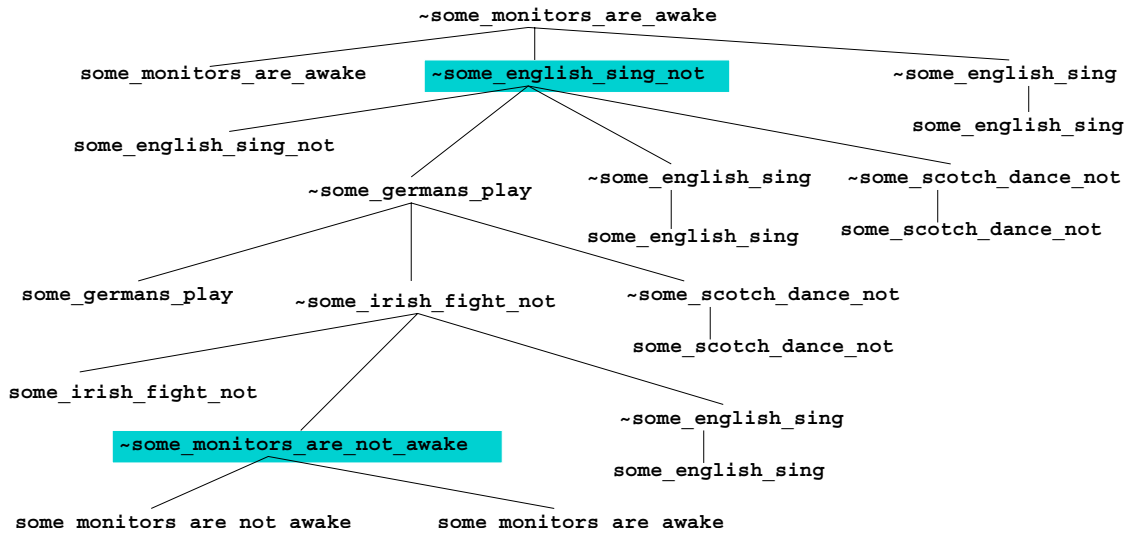 ~some_monitors_are_awake
some_monitors_are_awake
~some_english_sing_not
~some_english_sing
some_english_sing
some_english_sing_not
~some_germans_play
~some_english_sing
~some_scotch_dance_not
some_english_sing
some_scotch_dance_not
some_germans_play
~some_irish_fight_not
~some_scotch_dance_not
some_scotch_dance_not
some_irish_fight_not
~some_english_sing
~some_monitors_are_not_awake
some_english_sing
some monitors are not awake
some monitors are awake